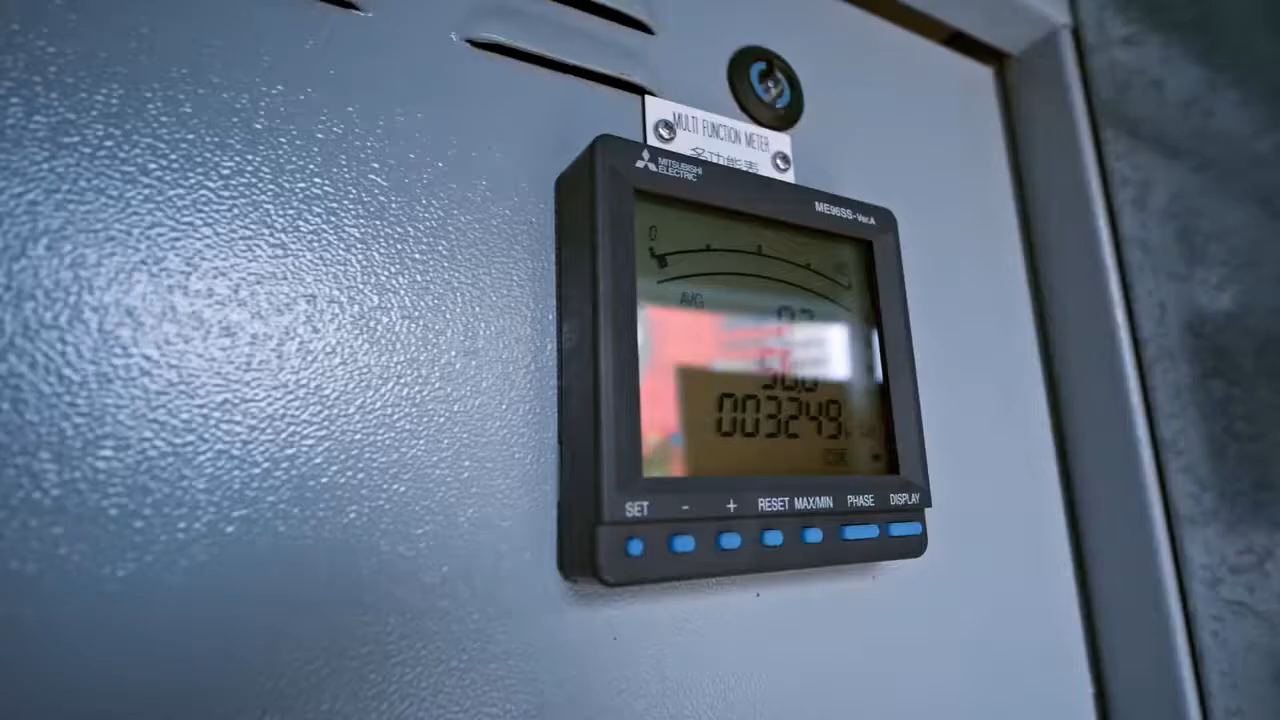 MULTI FUNCTION METER
多功能表
MITSUBISHI
ELECTRIC
ME96SS-Ver.A
0
AVG
003249
SET - + RESET MAX/MIN PHASE DISPLAY